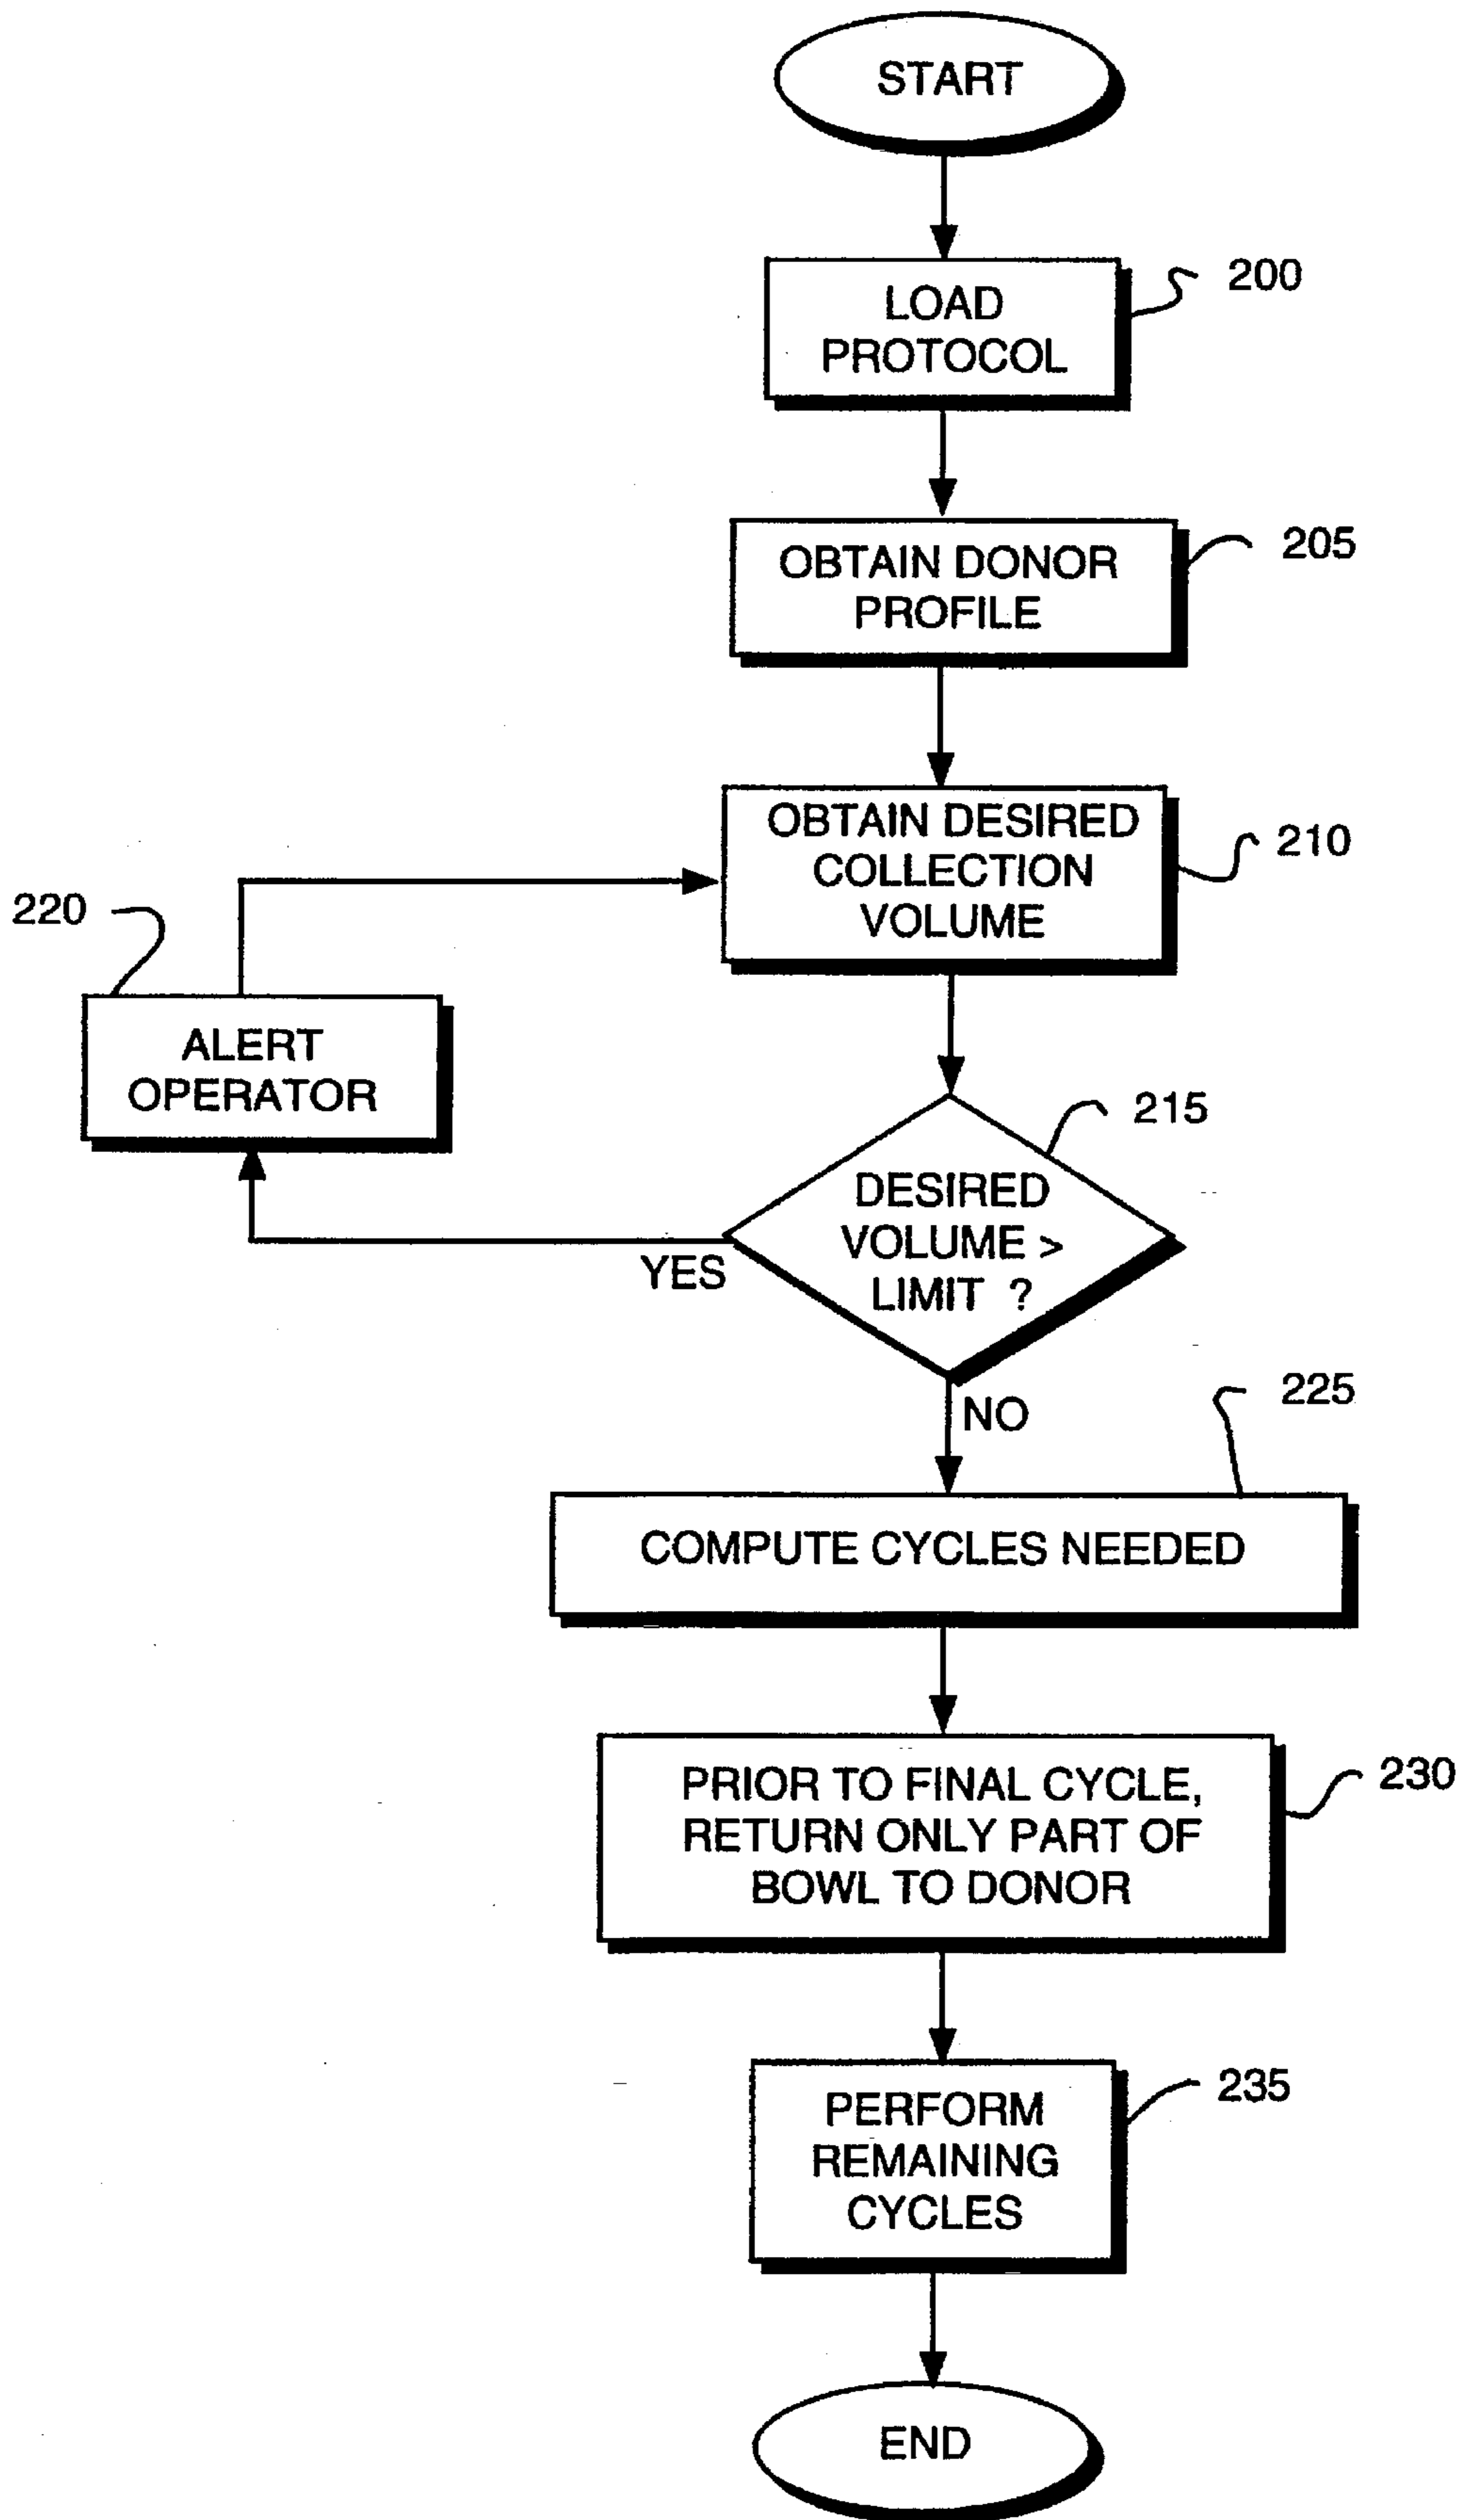 START
LOAD
PROTOCOL
200
OBTAIN DONOR
PROFILE
205
OBTAIN DESIRED
COLLECTION
VOLUME
210
220
ALERT
OPERATOR
215
DESIRED
VOLUME >
LIMIT ?
YES
NO
225
COMPUTE CYCLES NEEDED
PRIOR TO FINAL CYCLE,
RETURN ONLY PART OF
BOWL TO DONOR
230
PERFORM
REMAINING
CYCLES
235
END